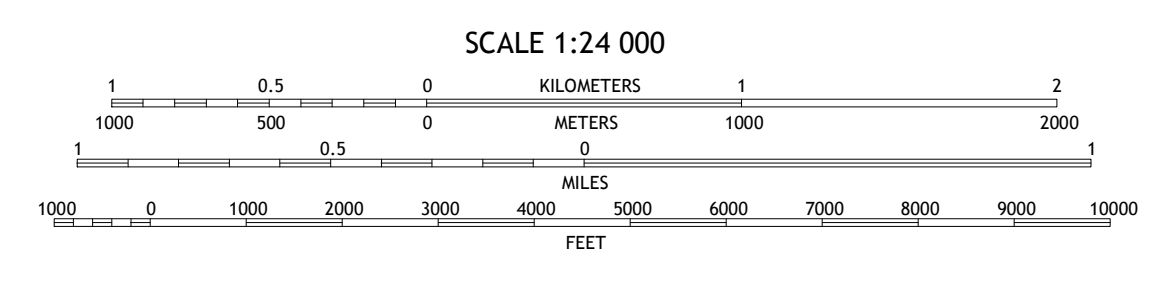 SCALE 1:24 000
1 0.5 0 KILOMETERS 1 2
1000 500 0 METERS 1000 2000
1 0.5 0 1
MILES
1000 0 1000 2000 3000 4000 5000 6000 7000 8000 9000 10000
FEET